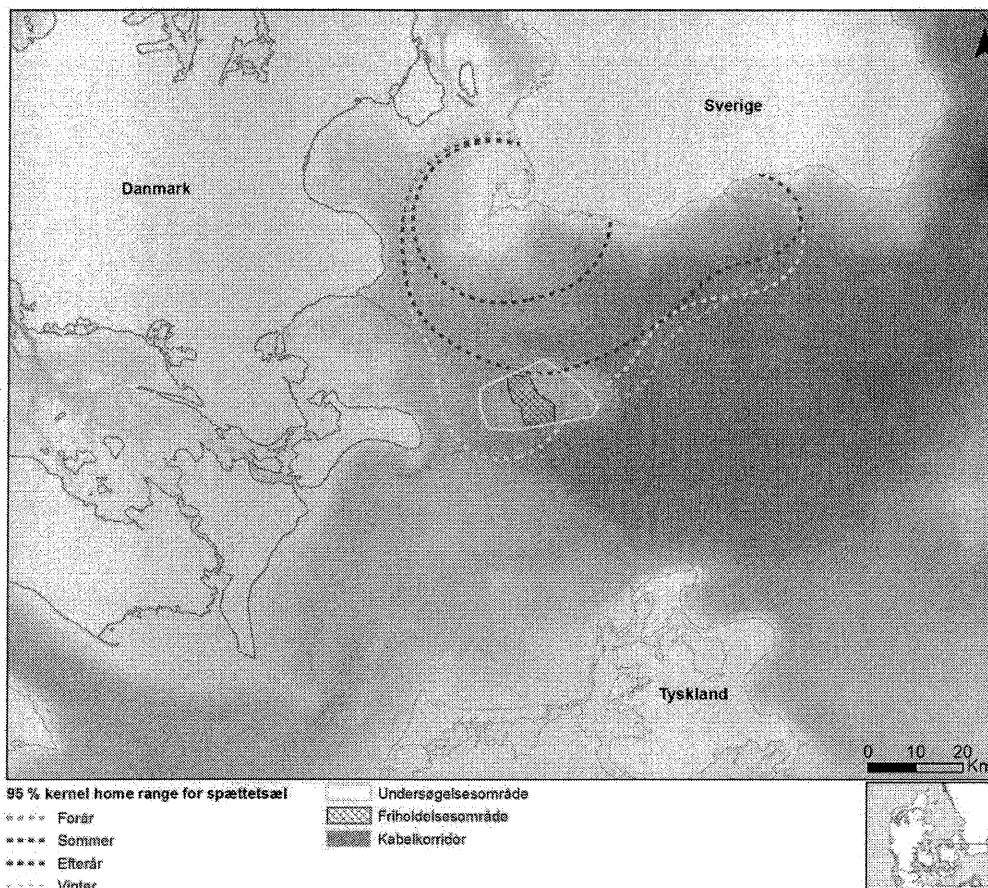 Sverige
Danmark
Tyskland
0 10 20
Km
95 % kernel home range for spættetsæl
Forår
Sommer
Efterår
Vinter
Undersøgelsesområde
Friholdelsesområde
Kabelkorridor